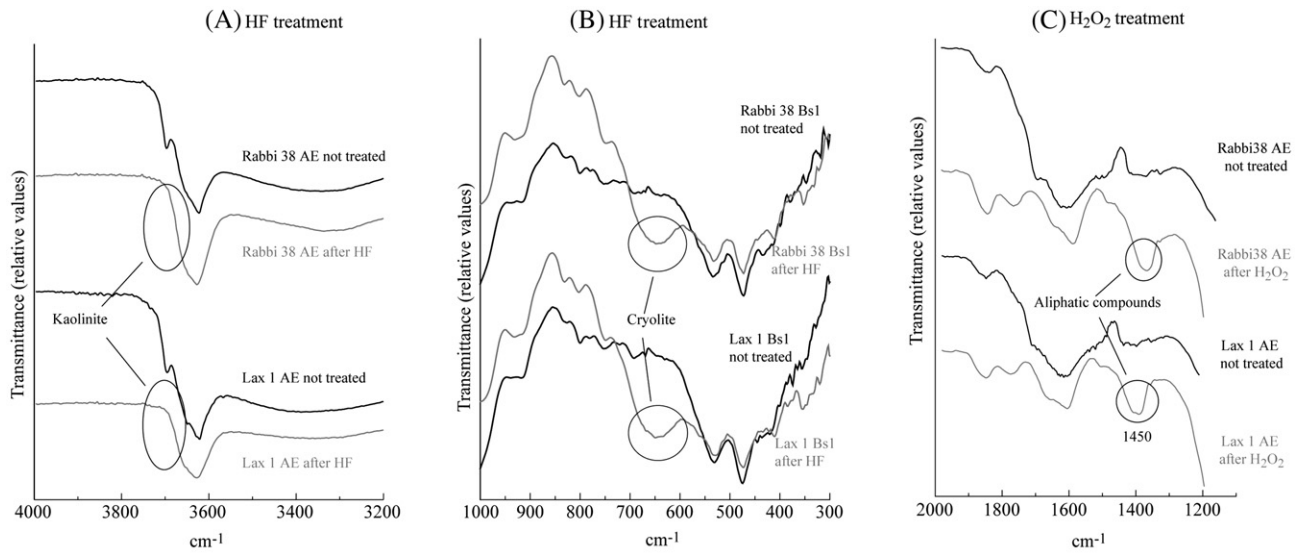 (A) HF treatment
Transmittance (relative values)
Rabbi 38 AE not treated
Rabbi 38 AE after HF
Kaolinite
Lax 1 AE not treated
Lax 1 AE after HF
4000 3800 3600 3400 3200
cm-1
(B) HF treatment
Transmittance (relative values)
Rabbi 38 Bs1
not treated
Rabbi 38 Bs1
after HF
Cryolite
Lax 1 Bs1
not treated
Lax 1 Bs1
after HF
1000 900 800 700 600 500 400 300
cm-1
(C) H2O2 treatment
Transmittance (relative values)
Rabbi38 AE
not treated
Rabbi38 AE
after H2O2
Aliphatic compounds
Lax 1 AE
not treated
1450
Lax 1 AE
after H2O2
2000 1800 1600 1400 1200
cm-1